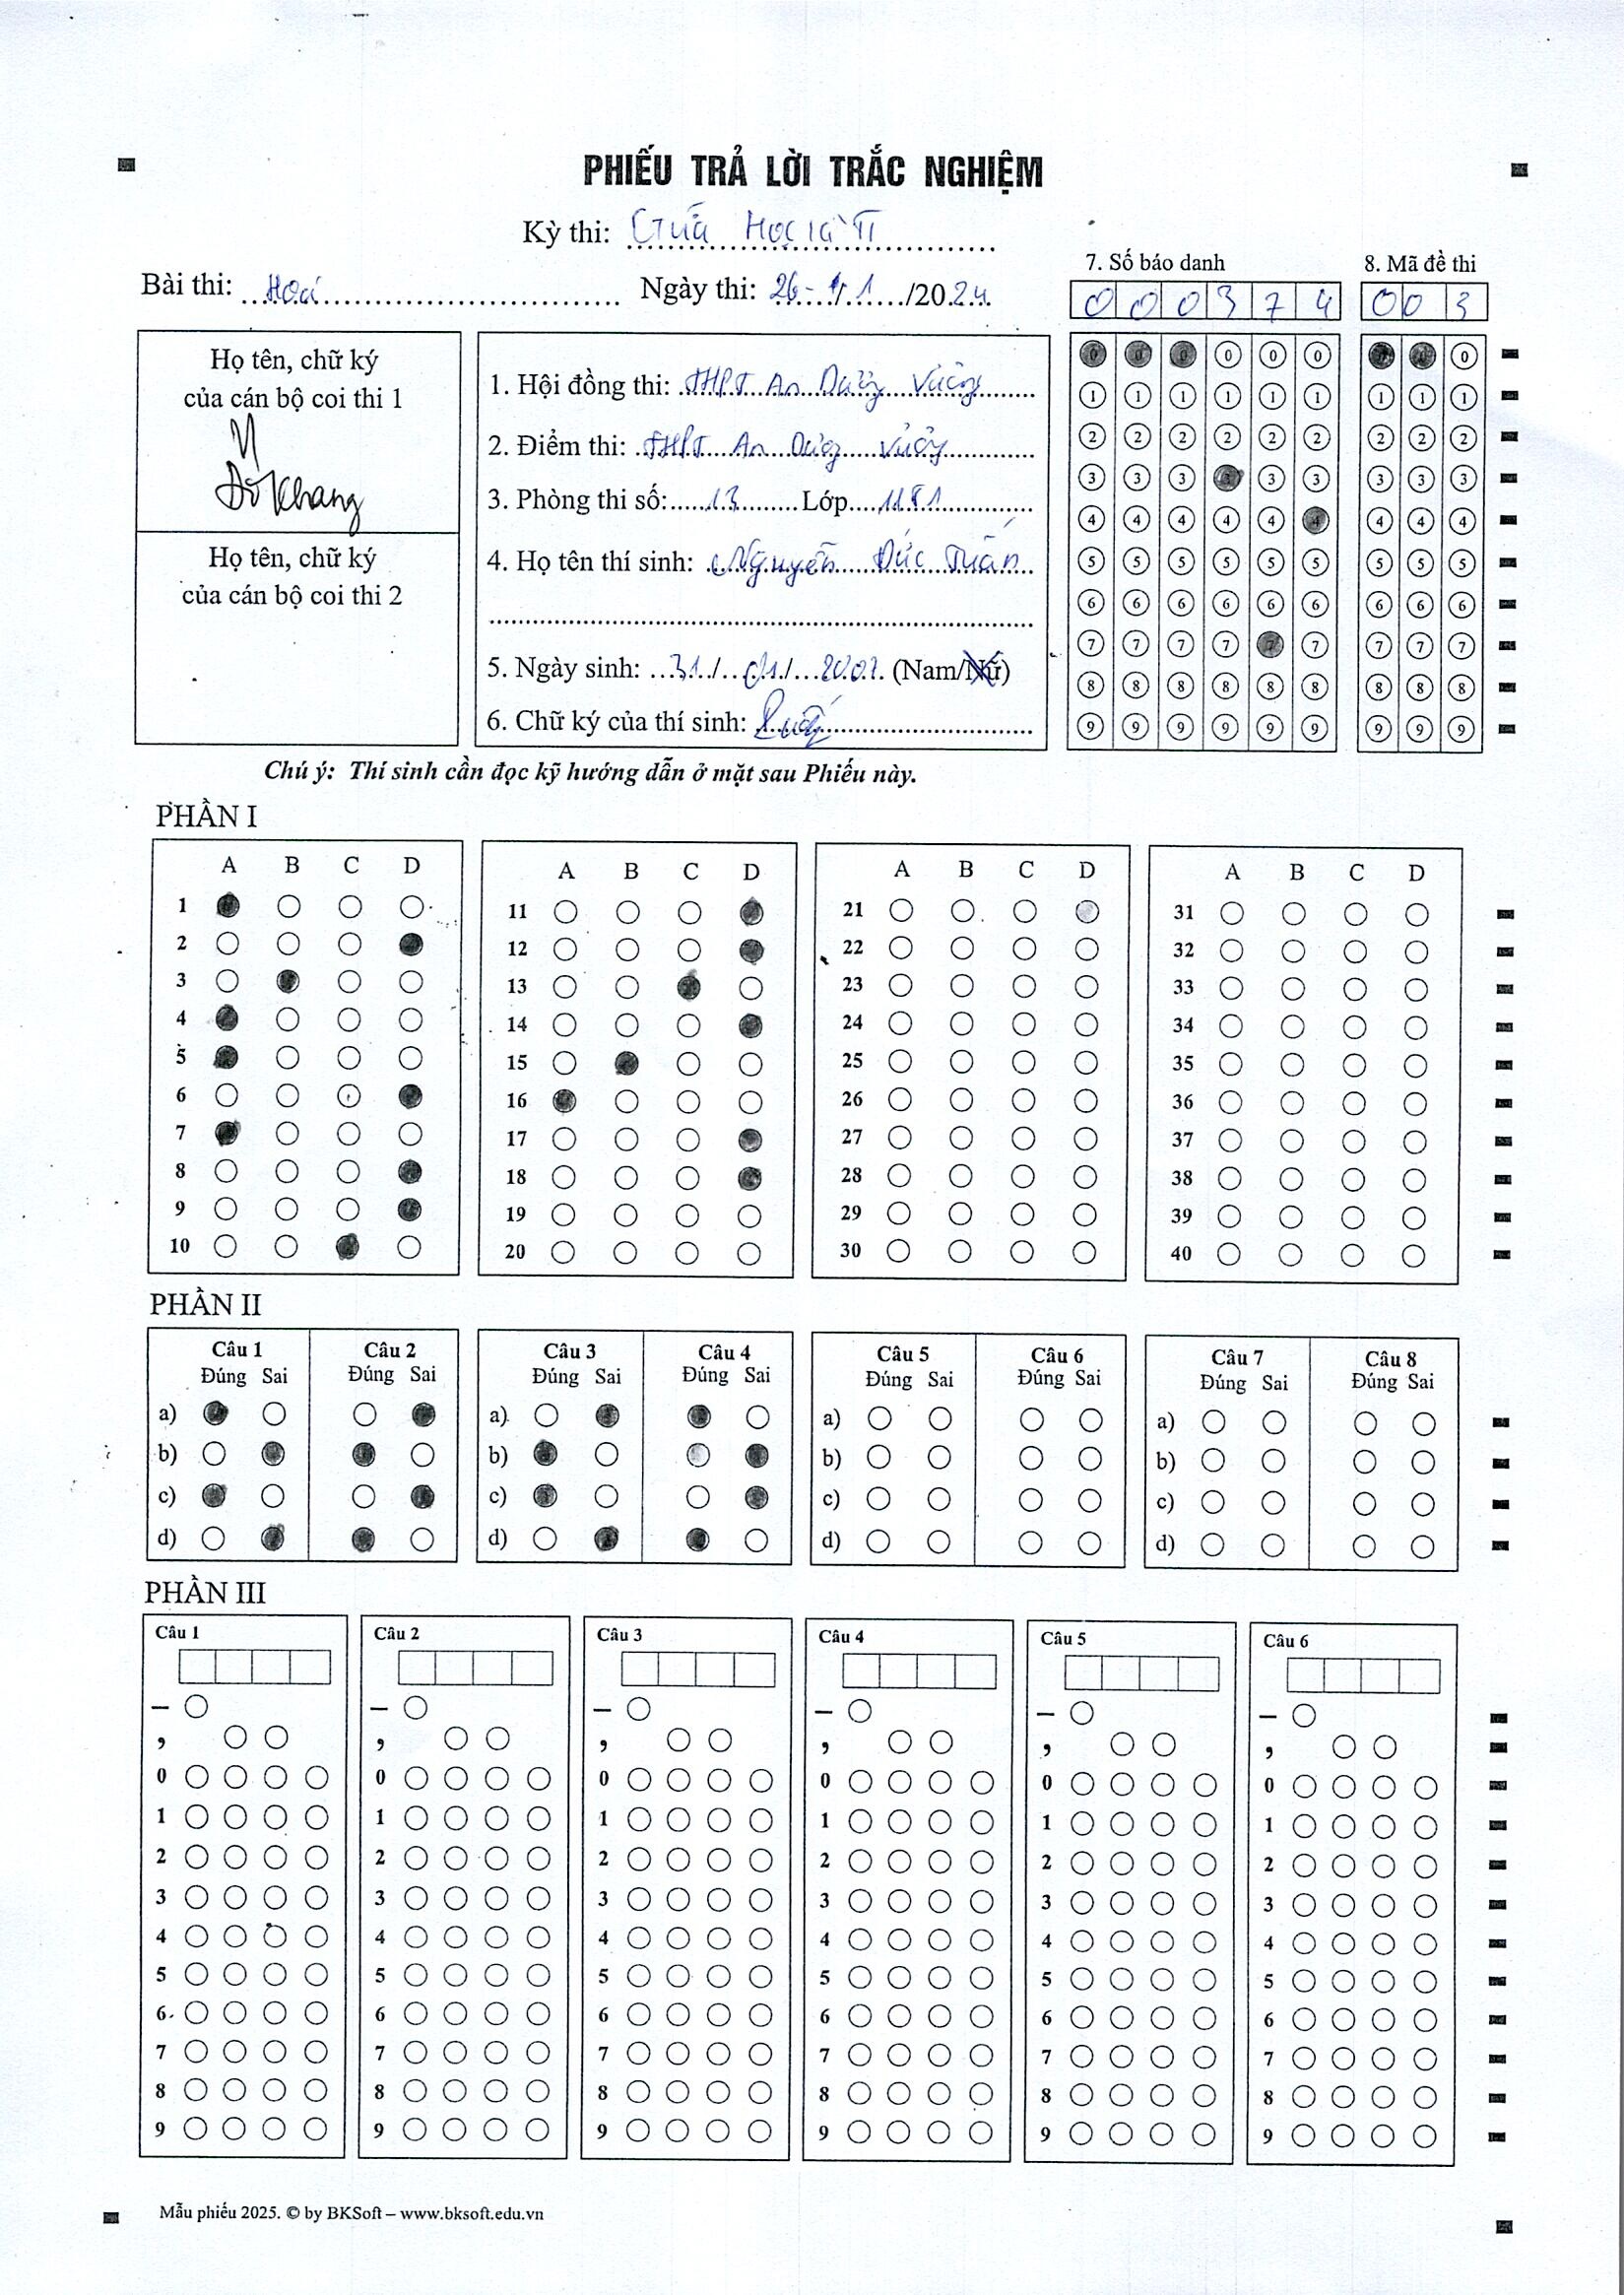 PHIẾU TRẢ LỜI TRẮC NGHIỆM
Kỳ thi: Giữa Học Kì II
Bài thi: Hoá Ngày thi: 26-11/2024
7. Số báo danh 8. Mã đề thi
0 0 0 3 7 4 0 0 3
Họ tên, chữ ký
của cán bộ coi thi 1
Đỗ Khang
Họ tên, chữ ký
của cán bộ coi thi 2
1. Hội đồng thi: THPT An Dương Vương
2. Điểm thi: THPT An Dương Vương
3. Phòng thi số: 13 Lớp
4. Họ tên thí sinh: Nguyễn Đức Tuấn
5. Ngày sinh: 31/01/ (Nam/Nữ)
6. Chữ ký của thí sinh:
0 0 0 0 0 0 0 0 0
1 1 1 1 1 1 1 1 1
2 2 2 2 2 2 2 2 2
3 3 3 3 3 3 3 3 3
4 4 4 4 4 4 4 4 4
5 5 5 5 5 5 5 5 5
6 6 6 6 6 6 6 6 6
7 7 7 7 7 7 7 7 7
8 8 8 8 8 8 8 8 8
9 9 9 9 9 9 9 9 9
Chú ý: Thí sinh cần đọc kỹ hướng dẫn ở mặt sau Phiếu này.
PHẦN I
A B C D A B C D A B C D A B C D
1 11 21 31
2 12 22 32
3 13 23 33
4 14 24 34
5 15 25 35
6 16 26 36
7 17 27 37
8 18 28 38
9 19 29 39
10 20 30 40
PHẦN II
Câu 1 Câu 2 Câu 3 Câu 4 Câu 5 Câu 6 Câu 7 Câu 8
Đúng Sai Đúng Sai Đúng Sai Đúng Sai Đúng Sai Đúng Sai Đúng Sai Đúng Sai
a) a) a) a)
b) b) b) b)
c) c) c) c)
d) d) d) d)
PHẦN III
Câu 1 Câu 2 Câu 3 Câu 4 Câu 5 Câu 6
– – – – – –
, , , , , ,
0 0 0 0 0 0
1 1 1 1 1 1
2 2 2 2 2 2
3 3 3 3 3 3
4 4 4 4 4 4
5 5 5 5 5 5
6 6 6 6 6 6
7 7 7 7 7 7
8 8 8 8 8 8
9 9 9 9 9 9
Mẫu phiếu 2025. © by BKSoft – www.bksoft.edu.vn